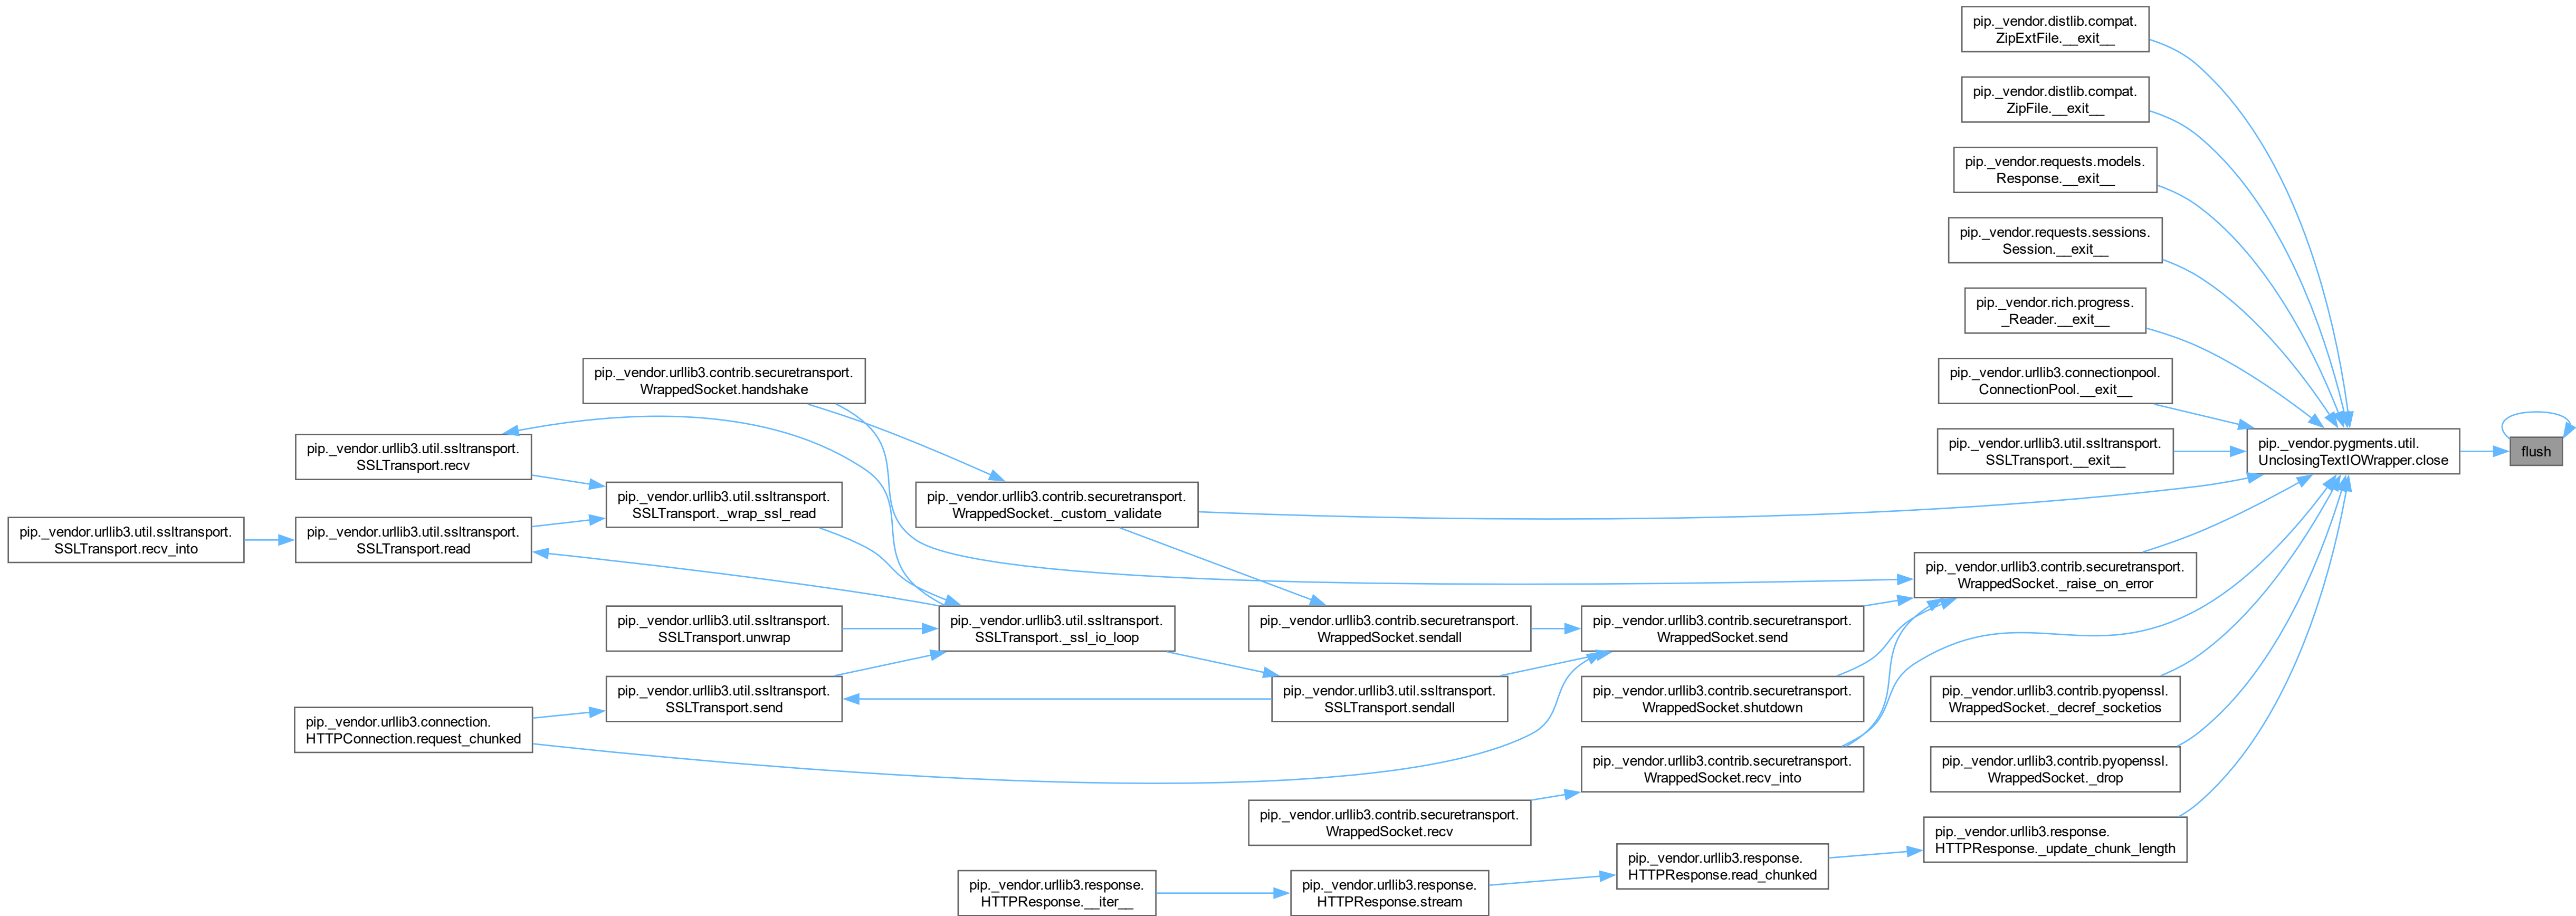 pip._vendor.distlib.compat.
ZipExtFile.__exit__
pip._vendor.distlib.compat.
ZipFile.__exit__
pip._vendor.requests.models.
Response.__exit__
pip._vendor.requests.sessions.
Session.__exit__
pip._vendor.rich.progress.
_Reader.__exit__
pip._vendor.urllib3.contrib.securetransport.
WrappedSocket.handshake
pip._vendor.urllib3.connectionpool.
ConnectionPool.__exit__
pip._vendor.urllib3.util.ssltransport.
SSLTransport.recv
pip._vendor.urllib3.util.ssltransport.
SSLTransport.__exit__
pip._vendor.pygments.util.
UnclosingTextIOWrapper.close
flush
pip._vendor.urllib3.util.ssltransport.
SSLTransport._wrap_ssl_read
pip._vendor.urllib3.contrib.securetransport.
WrappedSocket._custom_validate
pip._vendor.urllib3.util.ssltransport.
SSLTransport.recv_into
pip._vendor.urllib3.util.ssltransport.
SSLTransport.read
pip._vendor.urllib3.contrib.securetransport.
WrappedSocket._raise_on_error
pip._vendor.urllib3.util.ssltransport.
SSLTransport.unwrap
pip._vendor.urllib3.util.ssltransport.
SSLTransport._ssl_io_loop
pip._vendor.urllib3.contrib.securetransport.
WrappedSocket.sendall
pip._vendor.urllib3.contrib.securetransport.
WrappedSocket.send
pip._vendor.urllib3.util.ssltransport.
SSLTransport.send
pip._vendor.urllib3.util.ssltransport.
SSLTransport.sendall
pip._vendor.urllib3.contrib.securetransport.
WrappedSocket.shutdown
pip._vendor.urllib3.contrib.pyopenssl.
WrappedSocket._decref_socketios
pip._vendor.urllib3.connection.
HTTPConnection.request_chunked
pip._vendor.urllib3.contrib.securetransport.
WrappedSocket.recv_into
pip._vendor.urllib3.contrib.pyopenssl.
WrappedSocket._drop
pip._vendor.urllib3.contrib.securetransport.
WrappedSocket.recv
pip._vendor.urllib3.response.
HTTPResponse._update_chunk_length
pip._vendor.urllib3.response.
HTTPResponse.read_chunked
pip._vendor.urllib3.response.
HTTPResponse.__iter__
pip._vendor.urllib3.response.
HTTPResponse.stream